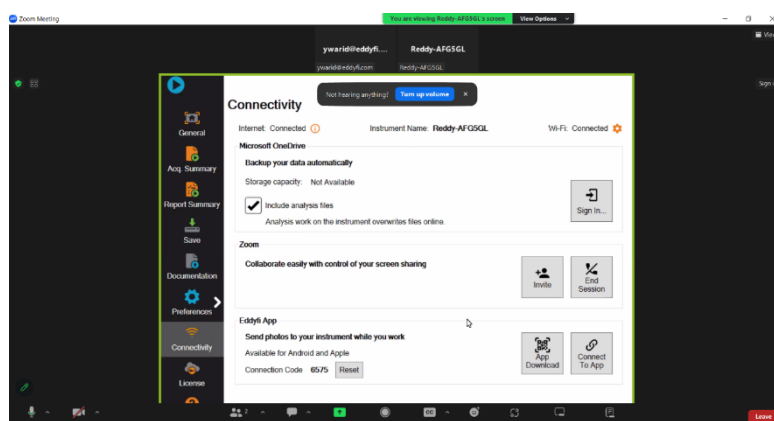 Zoom Meeting
You are viewing Reddy-AFG5GL's screen View Options
ywarid@eddyfi.... Reddy-AFG5GL
ywarid@eddyfi.com Reddy-AFG5GL
Not hearing anything? Turn up volume
Connectivity
Internet: Connected Instrument Name: Reddy-AFG5GL Wi-Fi: Connected
General
Acq. Summary
Report Summary
Save
Documentation
Preferences
Connectivity
License
Microsoft OneDrive
Backup your data automatically
Storage capacity: Not Available
Include analysis files
Analysis work on the instrument overwrites files online.
Sign In...
Zoom
Collaborate easily with control of your screen sharing
Invite
End
Session
Eddyfi App
Send photos to your instrument while you work
Available for Android and Apple
Connection Code 6575 Reset
App
Download
Connect
To App
2
CC
Leave